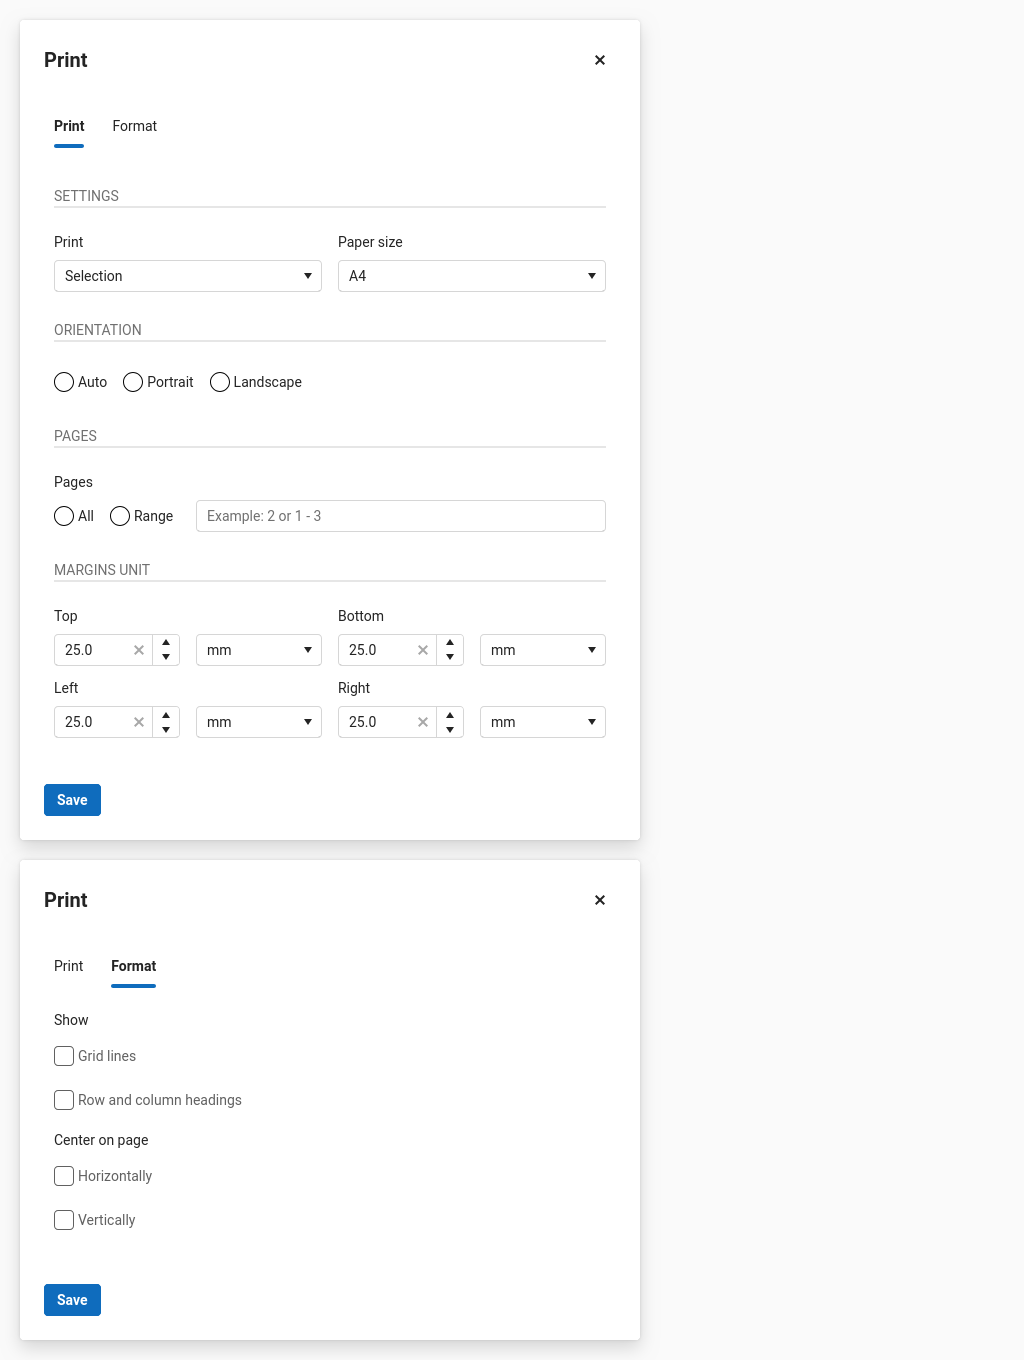 Print
Print Format
SETTINGS
Print Paper size
Selection A4
ORIENTATION
Auto Portrait Landscape
PAGES
Pages
All Range Example: 2 or 1 - 3
MARGINS UNIT
Top Bottom
25.0 mm 25.0 mm
Left Right
25.0 mm 25.0 mm
Save
Print
Print Format
Show
Grid lines
Row and column headings
Center on page
Horizontally
Vertically
Save